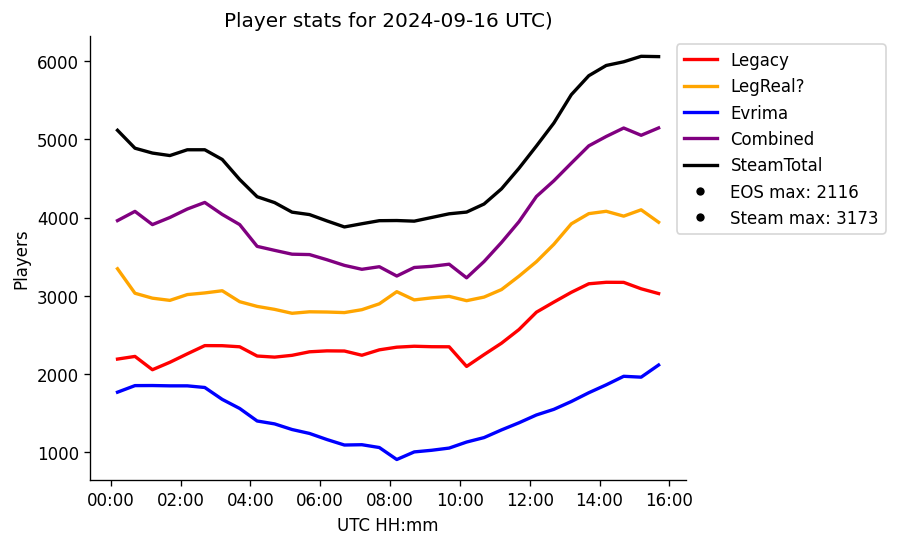 Player stats for 2024-09-16 UTC)
Players
6000
5000
4000
3000
2000
1000
00:00 02:00 04:00 06:00 08:00 10:00 12:00 14:00 16:00
UTC HH:mm
Legacy
LegReal?
Evrima
Combined
SteamTotal
EOS max: 2116
Steam max: 3173